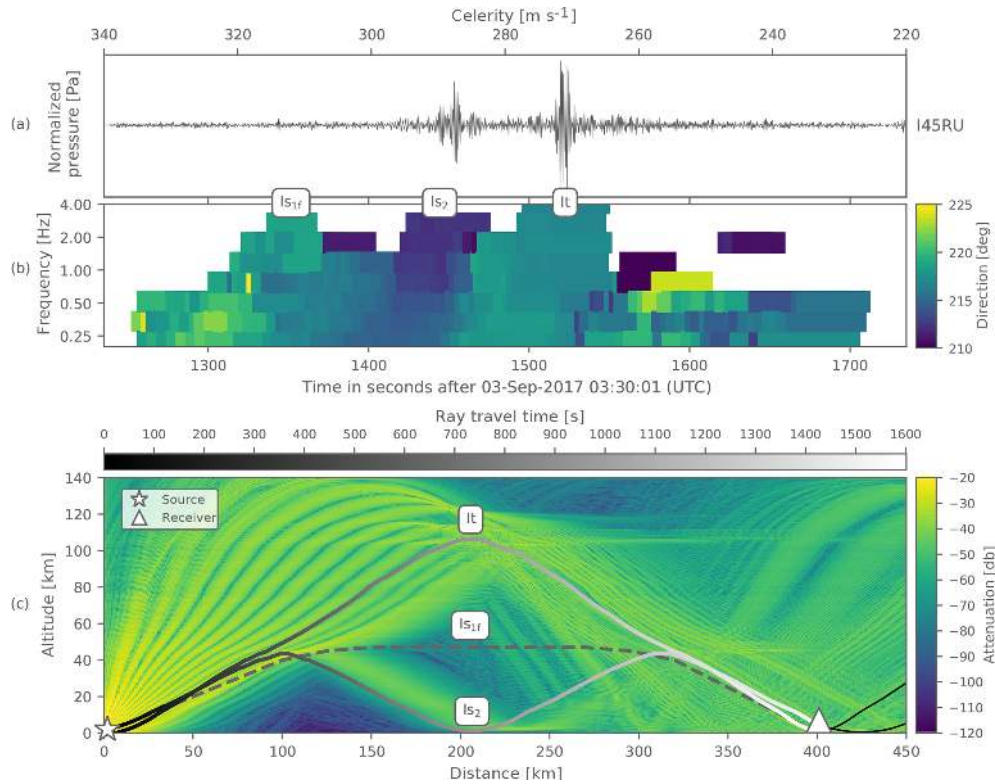 Celerity [m s⁻¹]
340 320 300 280 260 240 220
(a)
Normalized
pressure [Pa]
I45RU
Is1f Is2 It
(b)
Frequency [Hz]
4.00
2.00
1.00
0.50
0.25
225
220
215
210
Direction [deg]
1300 1400 1500 1600 1700
Time in seconds after 03-Sep-2017 03:30:01 (UTC)
Ray travel time [s]
0 100 200 300 400 500 600 700 800 900 1000 1100 1200 1300 1400 1500 1600
(c)
Altitude [km]
140
120
100
80
60
40
20
0
Source
Receiver
It
Is1f
Is2
−20
−30
−40
−50
−60
−70
−80
−90
−100
−110
−120
Attenuation [db]
0 50 100 150 200 250 300 350 400 450
Distance [km]